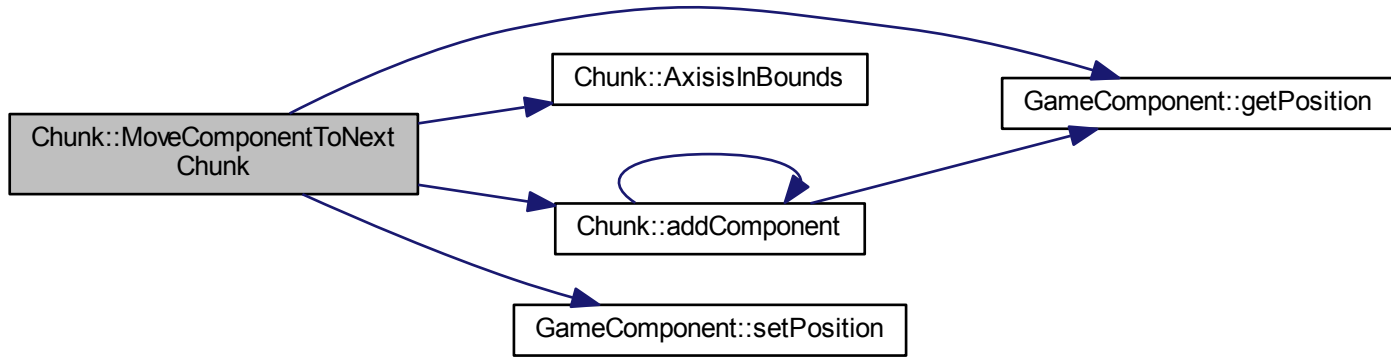 Chunk::MoveComponentToNext
Chunk
Chunk::AxisisInBounds
Chunk::addComponent
GameComponent::setPosition
GameComponent::getPosition